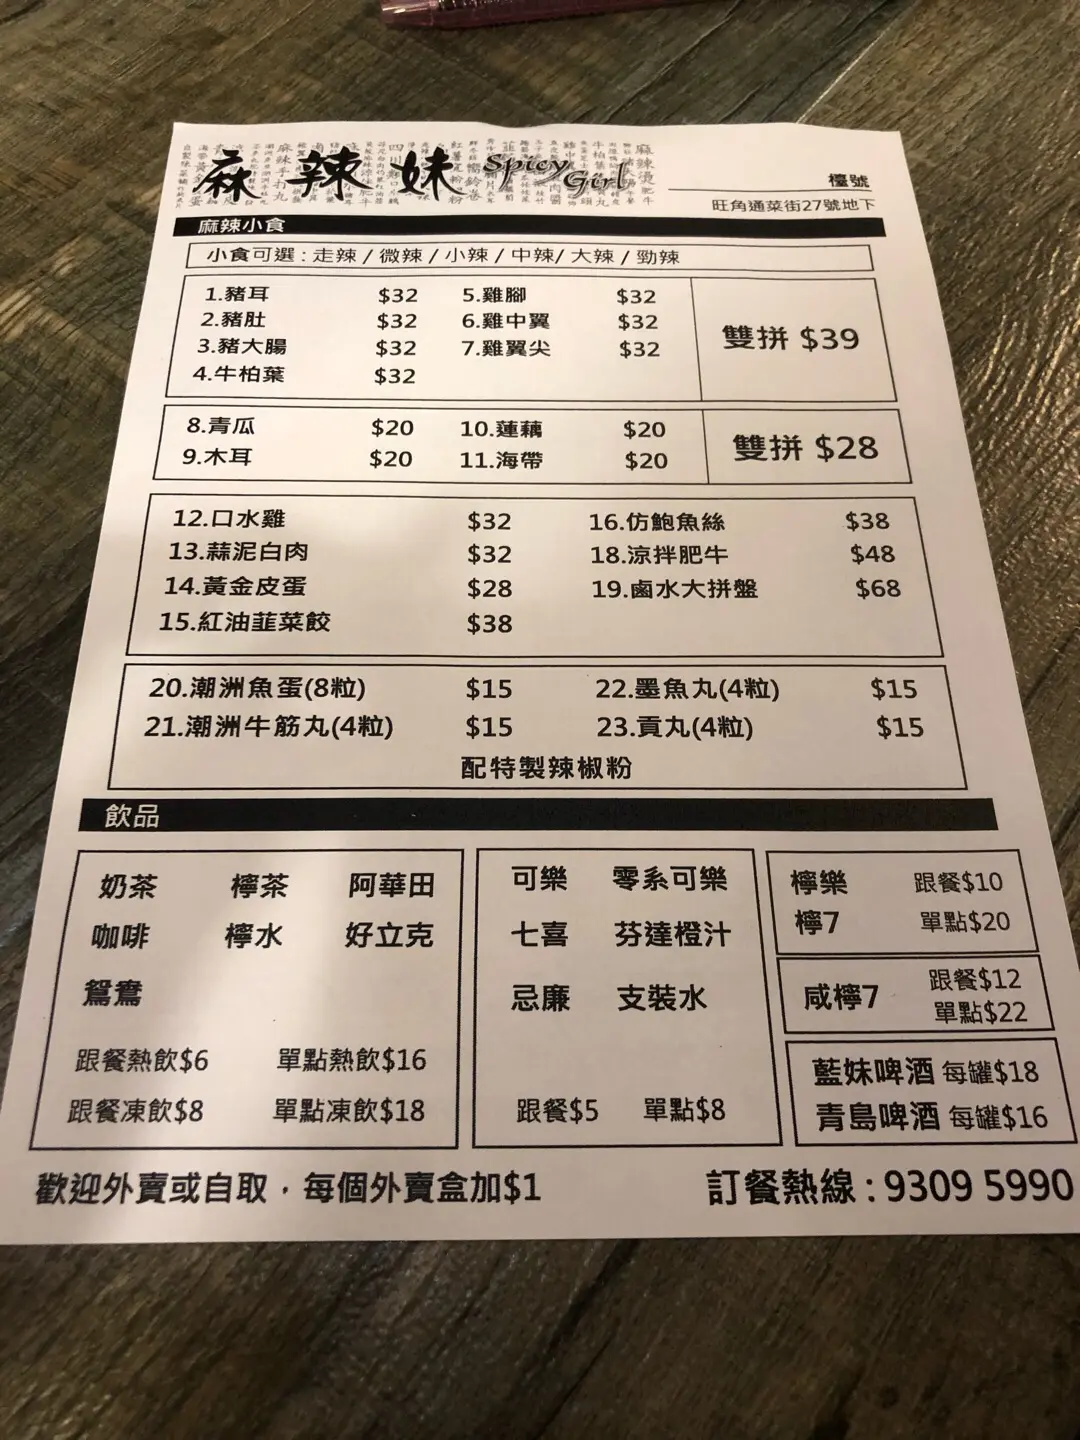 麻辣妹 Spicy Girl
檯號
旺角通菜街27號地下
麻辣小食
小食可選 : 走辣 / 微辣 / 小辣 / 中辣 / 大辣 / 勁辣
1.豬耳 $32 5.雞腳 $32
2.豬肚 $32 6.雞中翼 $32
3.豬大腸 $32 7.雞翼尖 $32
4.牛柏葉 $32
雙拼 $39
8.青瓜 $20 10.蓮藕 $20
9.木耳 $20 11.海帶 $20
雙拼 $28
12.口水雞 $32 16.仿鮑魚絲 $38
13.蒜泥白肉 $32 18.涼拌肥牛 $48
14.黃金皮蛋 $28 19.鹵水大拼盤 $68
15.紅油韮菜餃 $38
20.潮洲魚蛋(8粒) $15 22.墨魚丸(4粒) $15
21.潮洲牛筋丸(4粒) $15 23.貢丸(4粒) $15
配特製辣椒粉
飲品
奶茶 檸茶 阿華田
咖啡 檸水 好立克
鴛鴦
跟餐熱飲$6 單點熱飲$16
跟餐凍飲$8 單點凍飲$18
可樂 零系可樂
七喜 芬達橙汁
忌廉 支裝水
跟餐$5 單點$8
檸樂 跟餐$10
檸7 單點$20
咸檸7 跟餐$12
單點$22
藍妹啤酒 每罐$18
青島啤酒 每罐$16
歡迎外賣或自取，每個外賣盒加$1
訂餐熱線 : 9309 5990